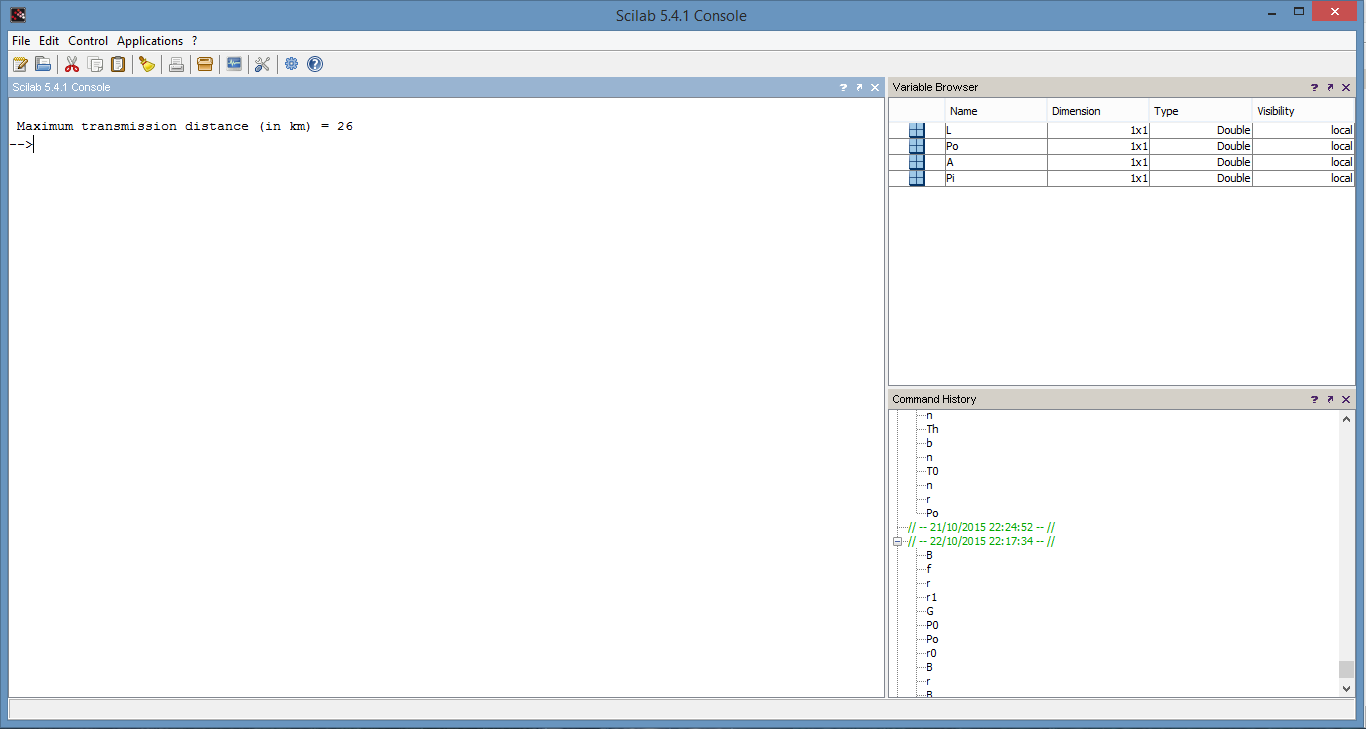 Scilab 5.4.1 Console
File Edit Control Applications ?
Scilab 5.4.1 Console ? 
Maximum transmission distance (in km) = 26
-->
Variable Browser ?
Name Dimension Type Visibility
L 1x1 Double local
Po 1x1 Double local
A 1x1 Double local
Pi 1x1 Double local
Command History ?
n
Th
b
n
T0
n
r
Po
// -- 21/10/2015 22:24:52 -- //
// -- 22/10/2015 22:17:34 -- //
B
f
r
r1
G
P0
Po
r0
B
r
B